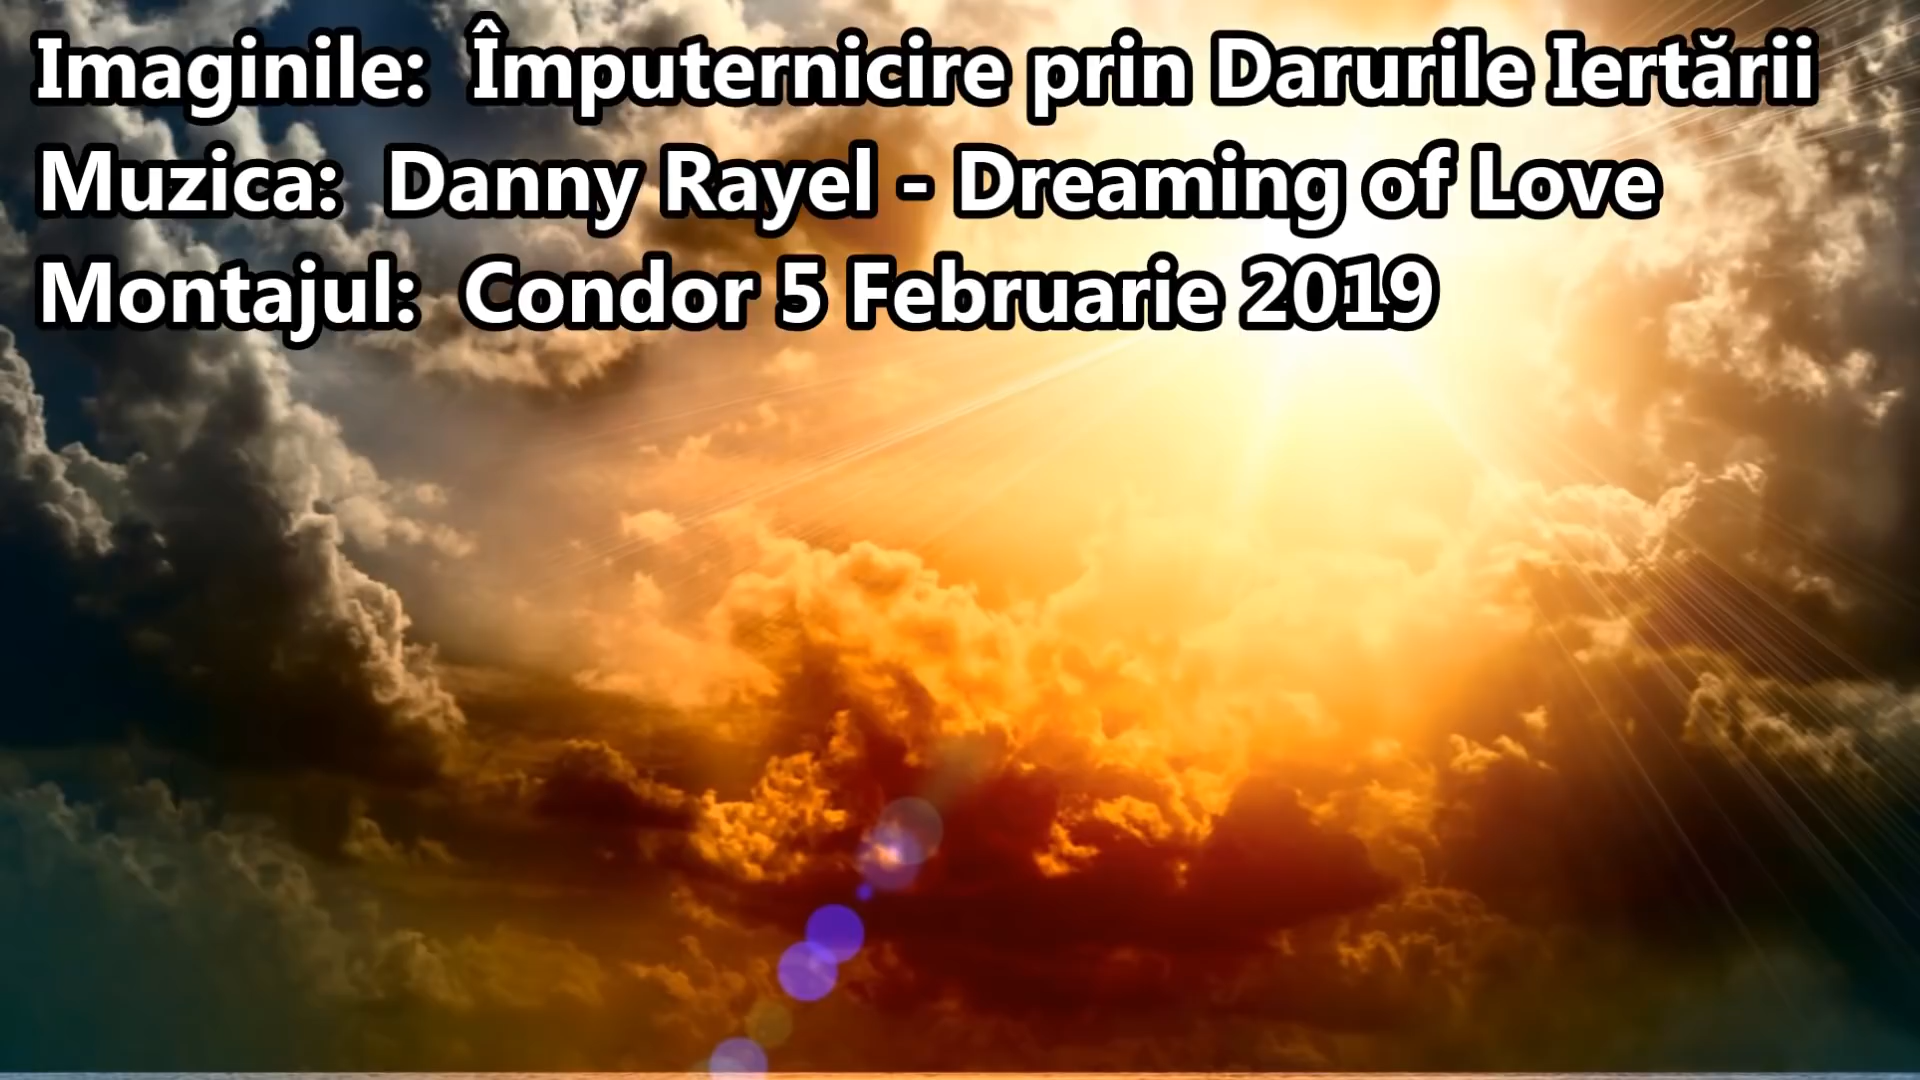 Imaginile: Împuternicire prin Darurile Iertării
Muzica: Danny Rayel - Dreaming of Love
Montajul: Condor 5 Februarie 2019